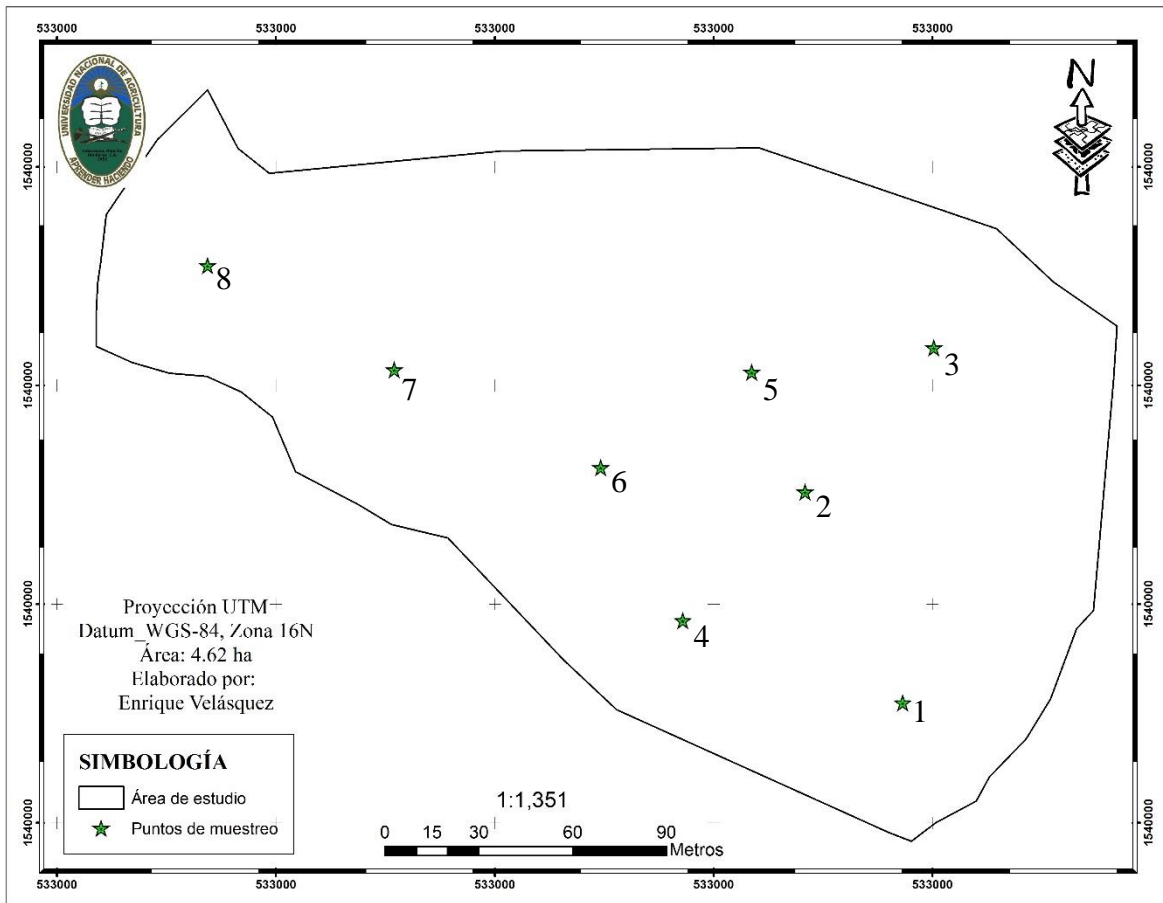 533000 533000 533000 533000 533000
UNIVERSIDAD NACIONAL DE AGRICULTURA
APRENDER HACIENDO
N
1540000 1540000
8
3
7
5
1540000 1540000
6
2
1540000 1540000
4
1
Proyección UTM
Datum_WGS-84, Zona 16N
Área: 4.62 ha
Elaborado por:
Enrique Velásquez
SIMBOLOGÍA
Área de estudio
Puntos de muestreo
1:1,351
0 15 30 60 90
Metros
1540000 1540000
533000 533000 533000 533000 533000